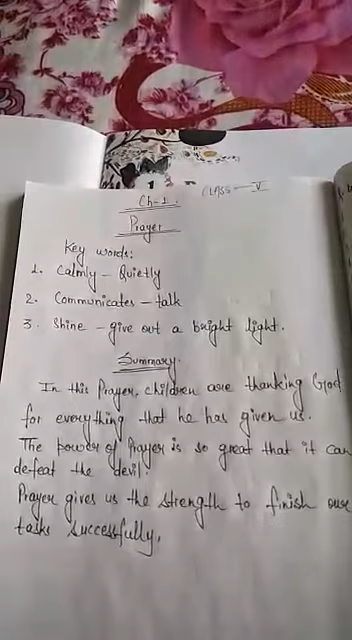 CLASS — V
Ch-1.
Prayer
Key words:
1. Calmly - Quietly
2. Communicates - talk
3. Shine - give out a bright light.
Summary.
In this Prayer, children are thanking God
for everything that he has given us.
The power of Prayer is so great that it can
defeat the devil.
Prayer gives us the strength to finish our
tasks successfully.